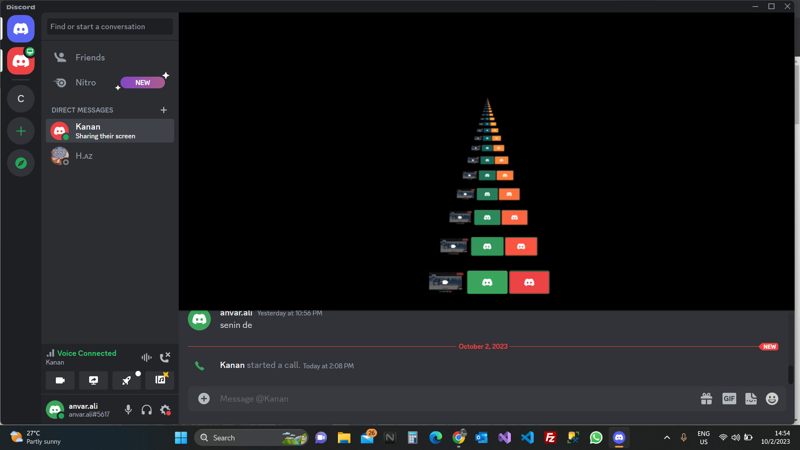 Discord
Find or start a conversation
Friends
Nitro
NEW
DIRECT MESSAGES
Kanan
Sharing their screen
H.AZ
C
anvar.ali Yesterday at 10:56 PM
senin de
October 2, 2023
NEW
Kanan started a call. Today at 2:08 PM
Message @Kanan
GIF
Voice Connected
Kanan
anvar.ali
anvar.ali#5617
27°C
Partly sunny
Search
26
ENG
US
14:54
10/2/2023